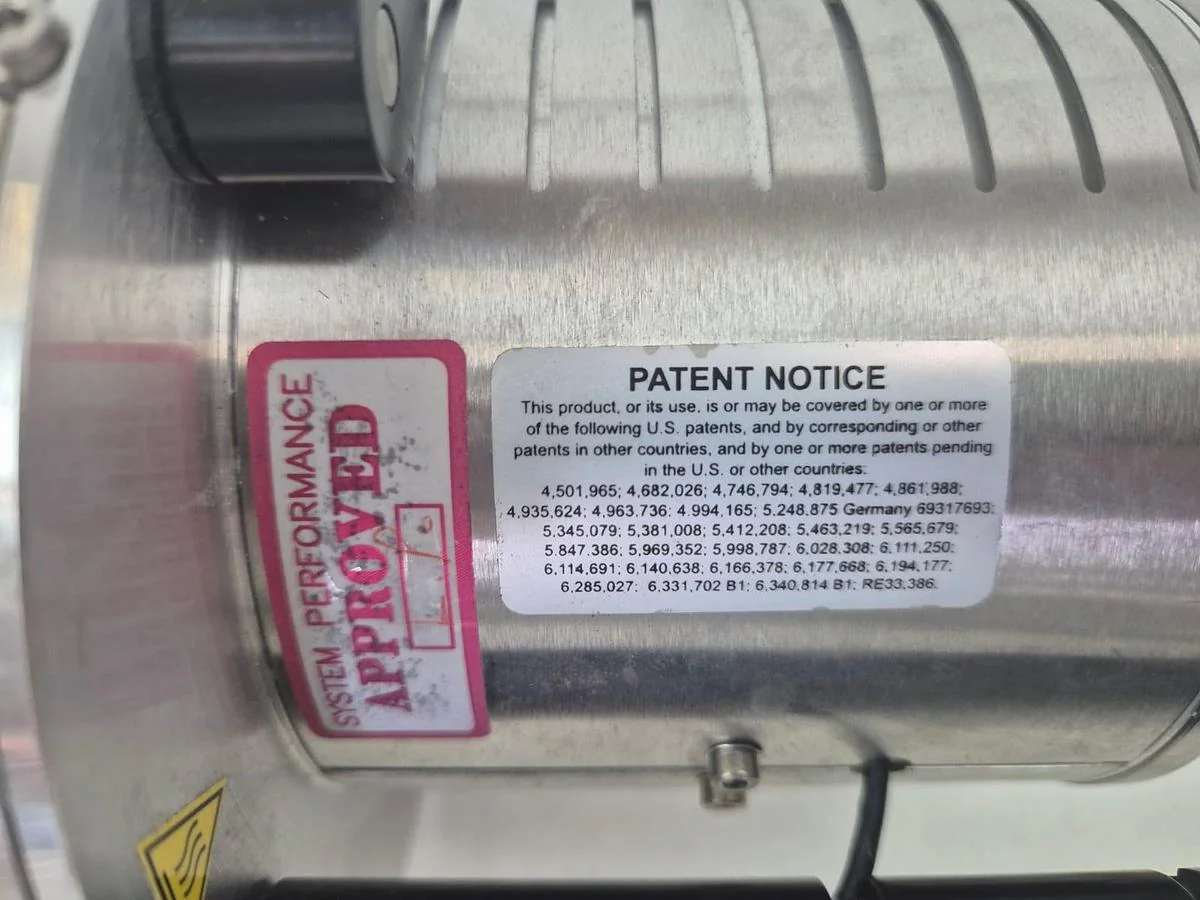 SYSTEM PERFORMANCE
APPROVED
PATENT NOTICE
This product, or its use, is or may be covered by one or more
of the following U.S. patents, and by corresponding or other
patents in other countries, and by one or more patents pending
in the U.S. or other countries:
4,501,965; 4,682,026; 4,746,794; 4,819,477; 4,861,988;
4,935,624; 4,963,736; 4.994,165; 5.248.875 Germany 69317693;
5.345,079; 5,381,008; 5,412,208; 5,463,219; 5,565,679;
5.847.386; 5,969,352; 5,998,787; 6,028,308; 6,111,250;
6,114,691; 6,140,638; 6,166,378; 6,177,668; 6,194,177;
6,285,027; 6,331,702 B1; 6,340,814 B1; RE33,386.